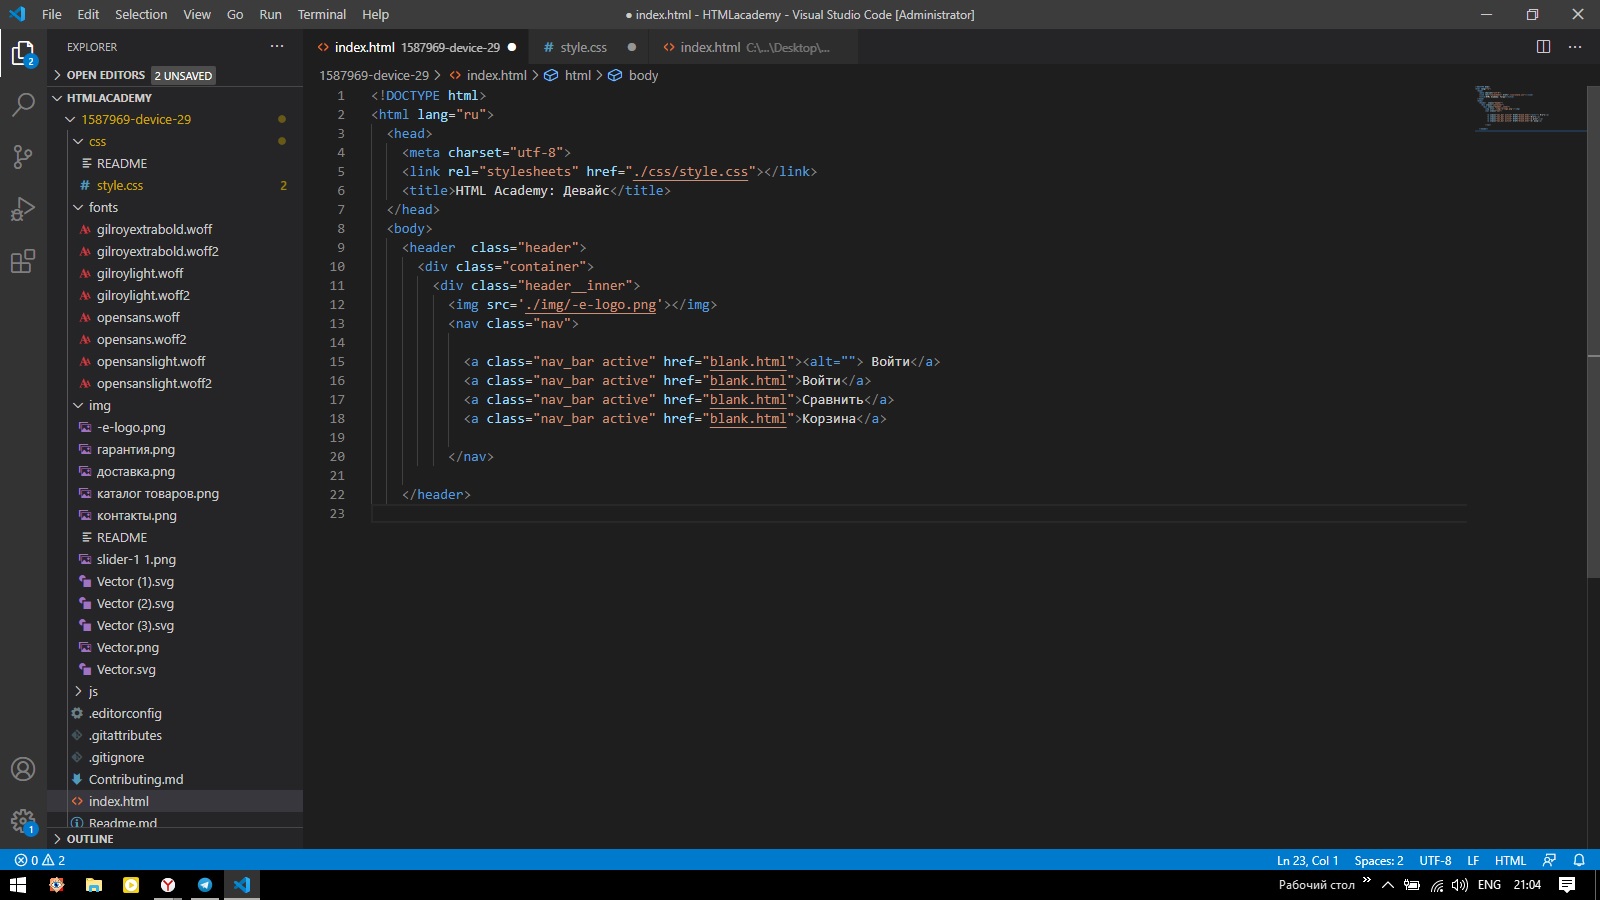 File Edit Selection View Go Run Terminal Help
● index.html - HTMLacademy - Visual Studio Code [Administrator]
EXPLORER
2
OPEN EDITORS 2 UNSAVED
HTMLACADEMY
1587969-device-29
css
README
style.css 2
fonts
gilroyextrabold.woff
gilroyextrabold.woff2
gilroylight.woff
gilroylight.woff2
opensans.woff
opensans.woff2
opensanslight.woff
opensanslight.woff2
img
-e-logo.png
гарантия.png
доставка.png
каталог товаров.png
контакты.png
README
slider-1 1.png
Vector (1).svg
Vector (2).svg
Vector (3).svg
Vector.png
Vector.svg
js
.editorconfig
.gitattributes
.gitignore
Contributing.md
index.html
Readme.md
OUTLINE
1
index.html 1587969-device-29
style.css
index.html C:\...\Desktop\...
1587969-device-29 > index.html > html > body
1 <!DOCTYPE html>
2 <html lang="ru">
3 <head>
4 <meta charset="utf-8">
5 <link rel="stylesheets" href="./css/style.css"></link>
6 <title>HTML Academy: Девайс</title>
7 </head>
8 <body>
9 <header  class="header">
10 <div class="container">
11 <div class="header__inner">
12 <img src='./img/-e-logo.png'></img>
13 <nav class="nav">
14
15 <a class="nav_bar active" href="blank.html"><alt=""> Войти</a>
16 <a class="nav_bar active" href="blank.html">Войти</a>
17 <a class="nav_bar active" href="blank.html">Сравнить</a>
18 <a class="nav_bar active" href="blank.html">Корзина</a>
19
20 </nav>
21
22 </header>
23
0 2
Ln 23, Col 1 Spaces: 2 UTF-8 LF HTML
Рабочий стол » ENG 21:04